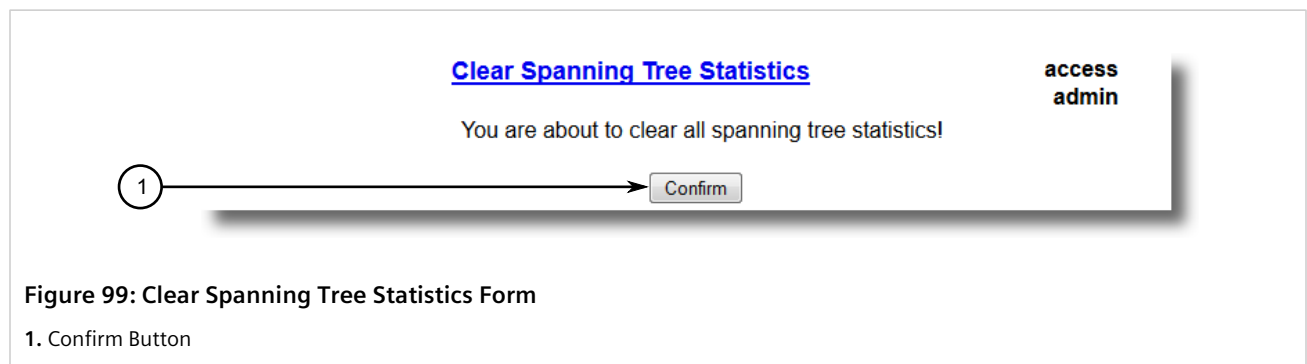 Clear Spanning Tree Statistics
access
admin
You are about to clear all spanning tree statistics!
1
Confirm
Figure 99: Clear Spanning Tree Statistics Form
1. Confirm Button